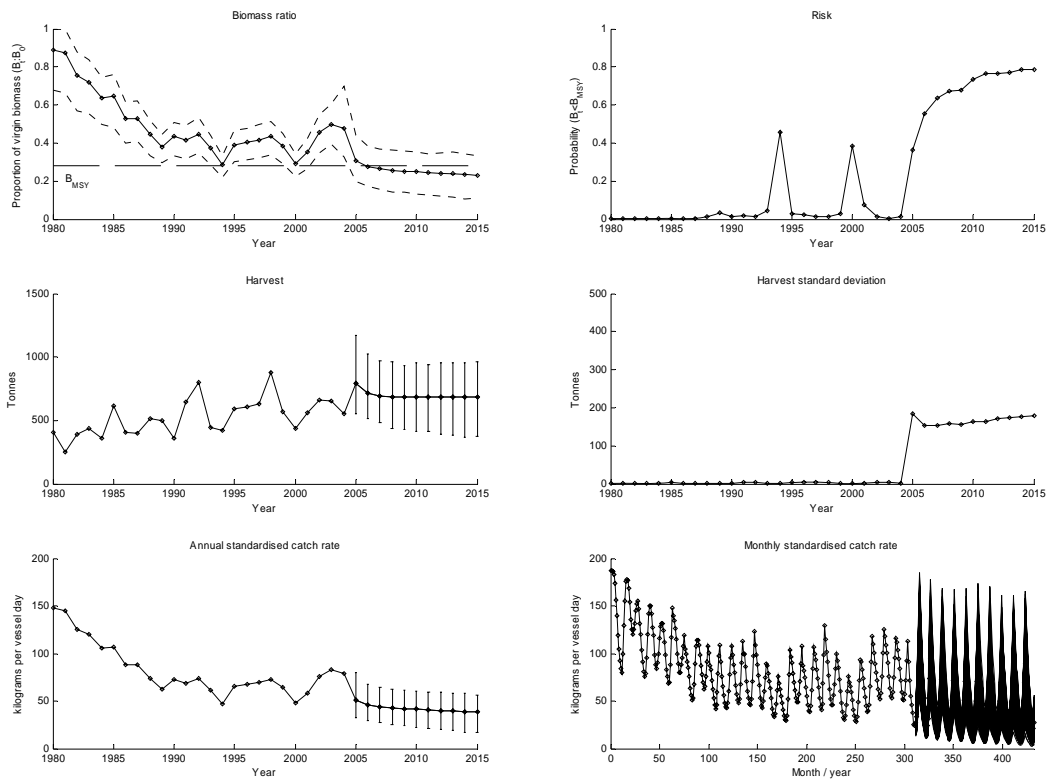 Biomass ratio
Proportion of virgin biomass (Bt:B0)
1
0.8
0.6
0.4
0.2
0
BMSY
1980 1985 1990 1995 2000 2005 2010 2015
Year
Risk
Probability (Bt<BMSY)
1
0.8
0.6
0.4
0.2
0
1980 1985 1990 1995 2000 2005 2010 2015
Year
Harvest
Tonnes
1500
1000
500
0
1980 1985 1990 1995 2000 2005 2010 2015
Year
Harvest standard deviation
Tonnes
500
400
300
200
100
0
1980 1985 1990 1995 2000 2005 2010 2015
Year
Annual standardised catch rate
kilograms per vessel day
200
150
100
50
0
1980 1985 1990 1995 2000 2005 2010 2015
Year
Monthly standardised catch rate
kilograms per vessel day
200
150
100
50
0
0 50 100 150 200 250 300 350 400
Month / year